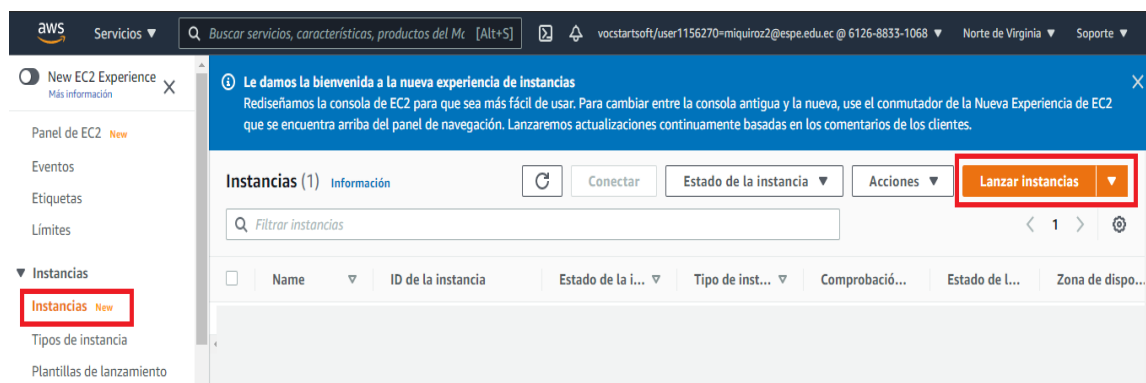 aws
Servicios ▼
Buscar servicios, características, productos del Mc [Alt+S]
vocstartsoft/user1156270=miquiroz2@espe.edu.ec @ 6126-8833-1068 ▼
Norte de Virginia ▼
Soporte ▼
New EC2 Experience
Más información
Panel de EC2 New
Eventos
Etiquetas
Límites
▼ Instancias
Instancias New
Tipos de instancia
Plantillas de lanzamiento
Le damos la bienvenida a la nueva experiencia de instancias
Rediseñamos la consola de EC2 para que sea más fácil de usar. Para cambiar entre la consola antigua y la nueva, use el conmutador de la Nueva Experiencia de EC2
que se encuentra arriba del panel de navegación. Lanzaremos actualizaciones continuamente basadas en los comentarios de los clientes.
Instancias (1) Información
Conectar
Estado de la instancia ▼
Acciones ▼
Lanzar instancias ▼
Filtrar instancias
< 1 >
Name
ID de la instancia
Estado de la i...
Tipo de inst...
Comprobació...
Estado de l...
Zona de dispo...